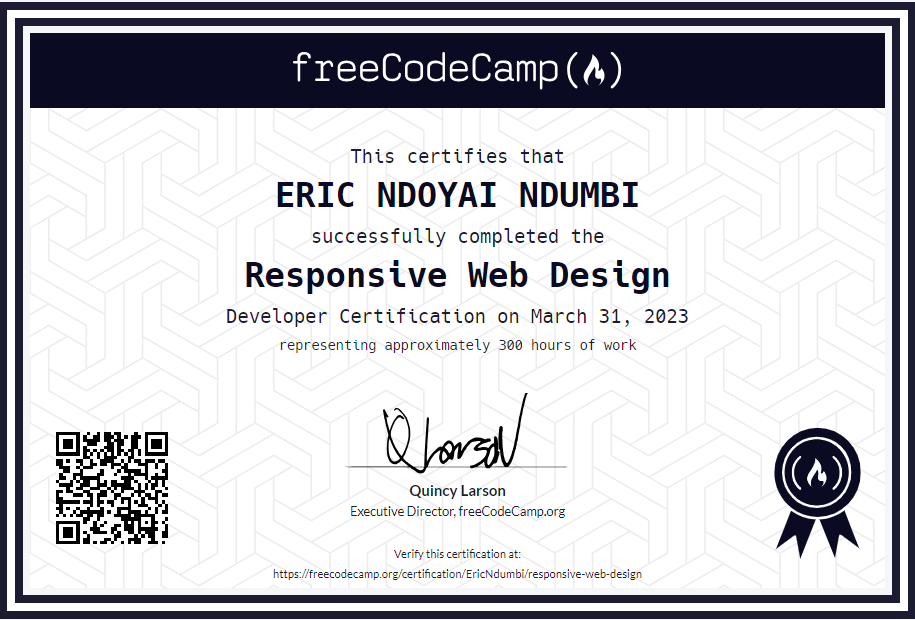 freeCodeCamp(🔥)
This certifies that
ERIC NDOYAI NDUMBI
successfully completed the
Responsive Web Design
Developer Certification on March 31, 2023
representing approximately 300 hours of work
Q Larson
Quincy Larson
Executive Director, freeCodeCamp.org
Verify this certification at:
https://freecodecamp.org/certification/EricNdumbi/responsive-web-design